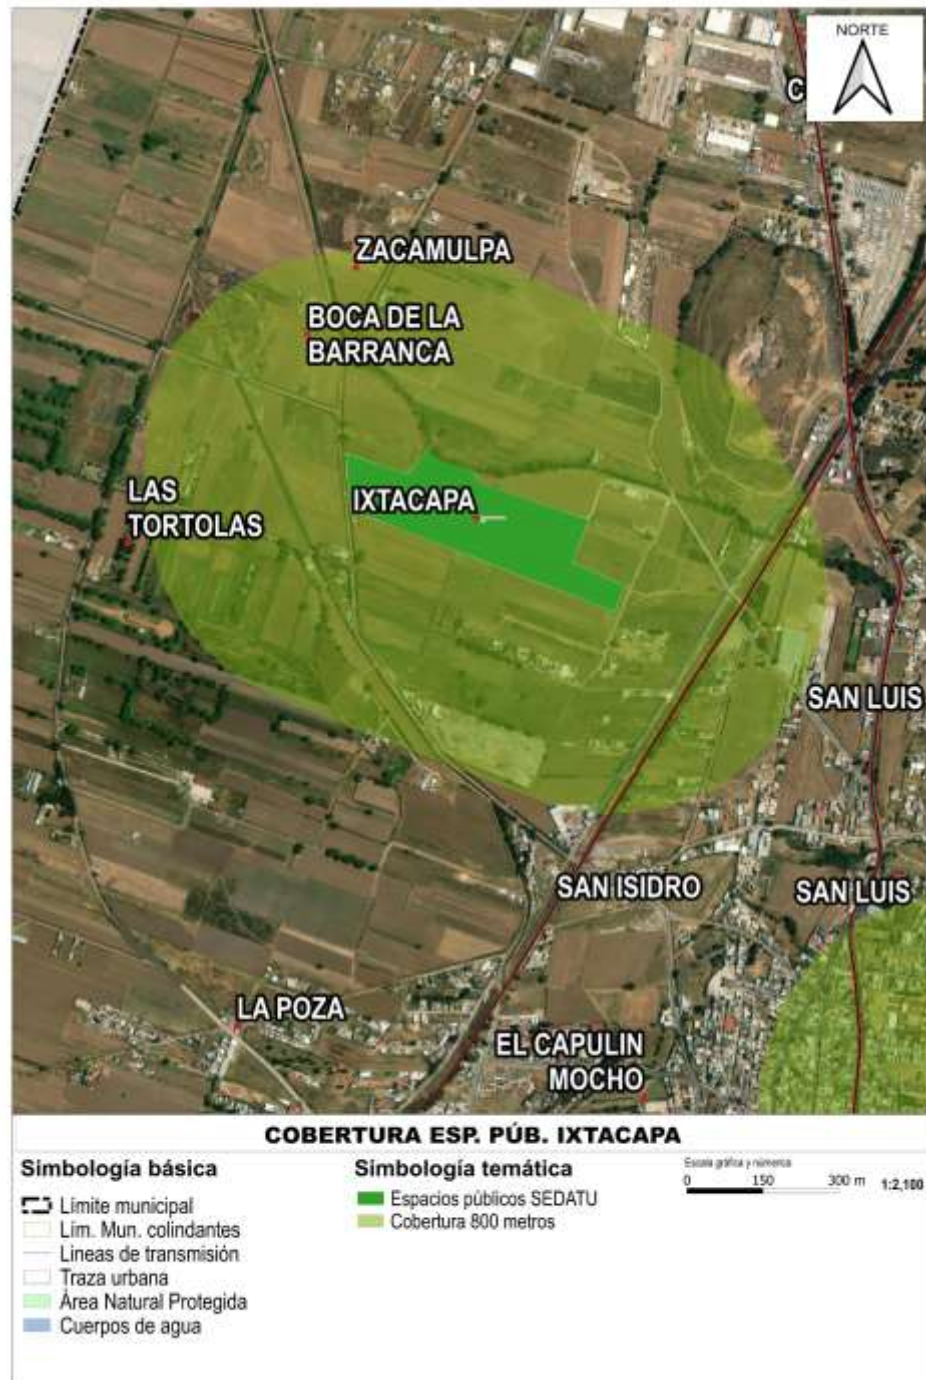 NORTE
C
ZACAMULPA
BOCA DE LA
BARRANCA
LAS
TORTOLAS
IXTACAPA
SAN LUIS
SAN ISIDRO
SAN LUIS
LA POZA
EL CAPULIN
MOCHO
COBERTURA ESP. PÚB. IXTACAPA
Simbología básica
Límite municipal
Lím. Mun. colindantes
Lineas de transmisión
Traza urbana
Área Natural Protegida
Cuerpos de agua
Simbología temática
Espacios públicos SEDATU
Cobertura 800 metros
Escala gráfica y númerica
0 150 300 m 1:2,100